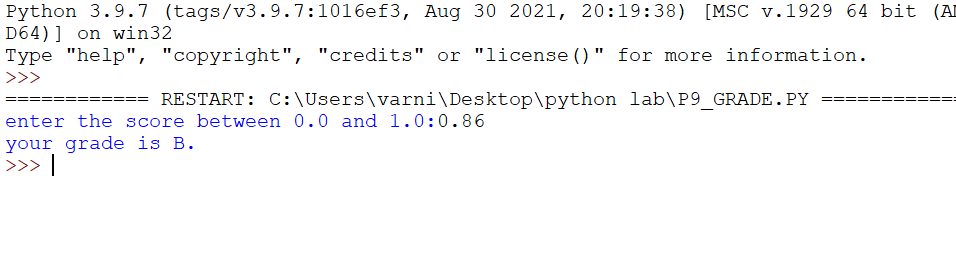 Python 3.9.7 (tags/v3.9.7:1016ef3, Aug 30 2021, 20:19:38) [MSC v.1929 64 bit (AM
D64)] on win32
Type "help", "copyright", "credits" or "license()" for more information.
>>>
============ RESTART: C:\Users\varni\Desktop\python lab\P9_GRADE.PY ============
enter the score between 0.0 and 1.0:0.86
your grade is B.
>>>